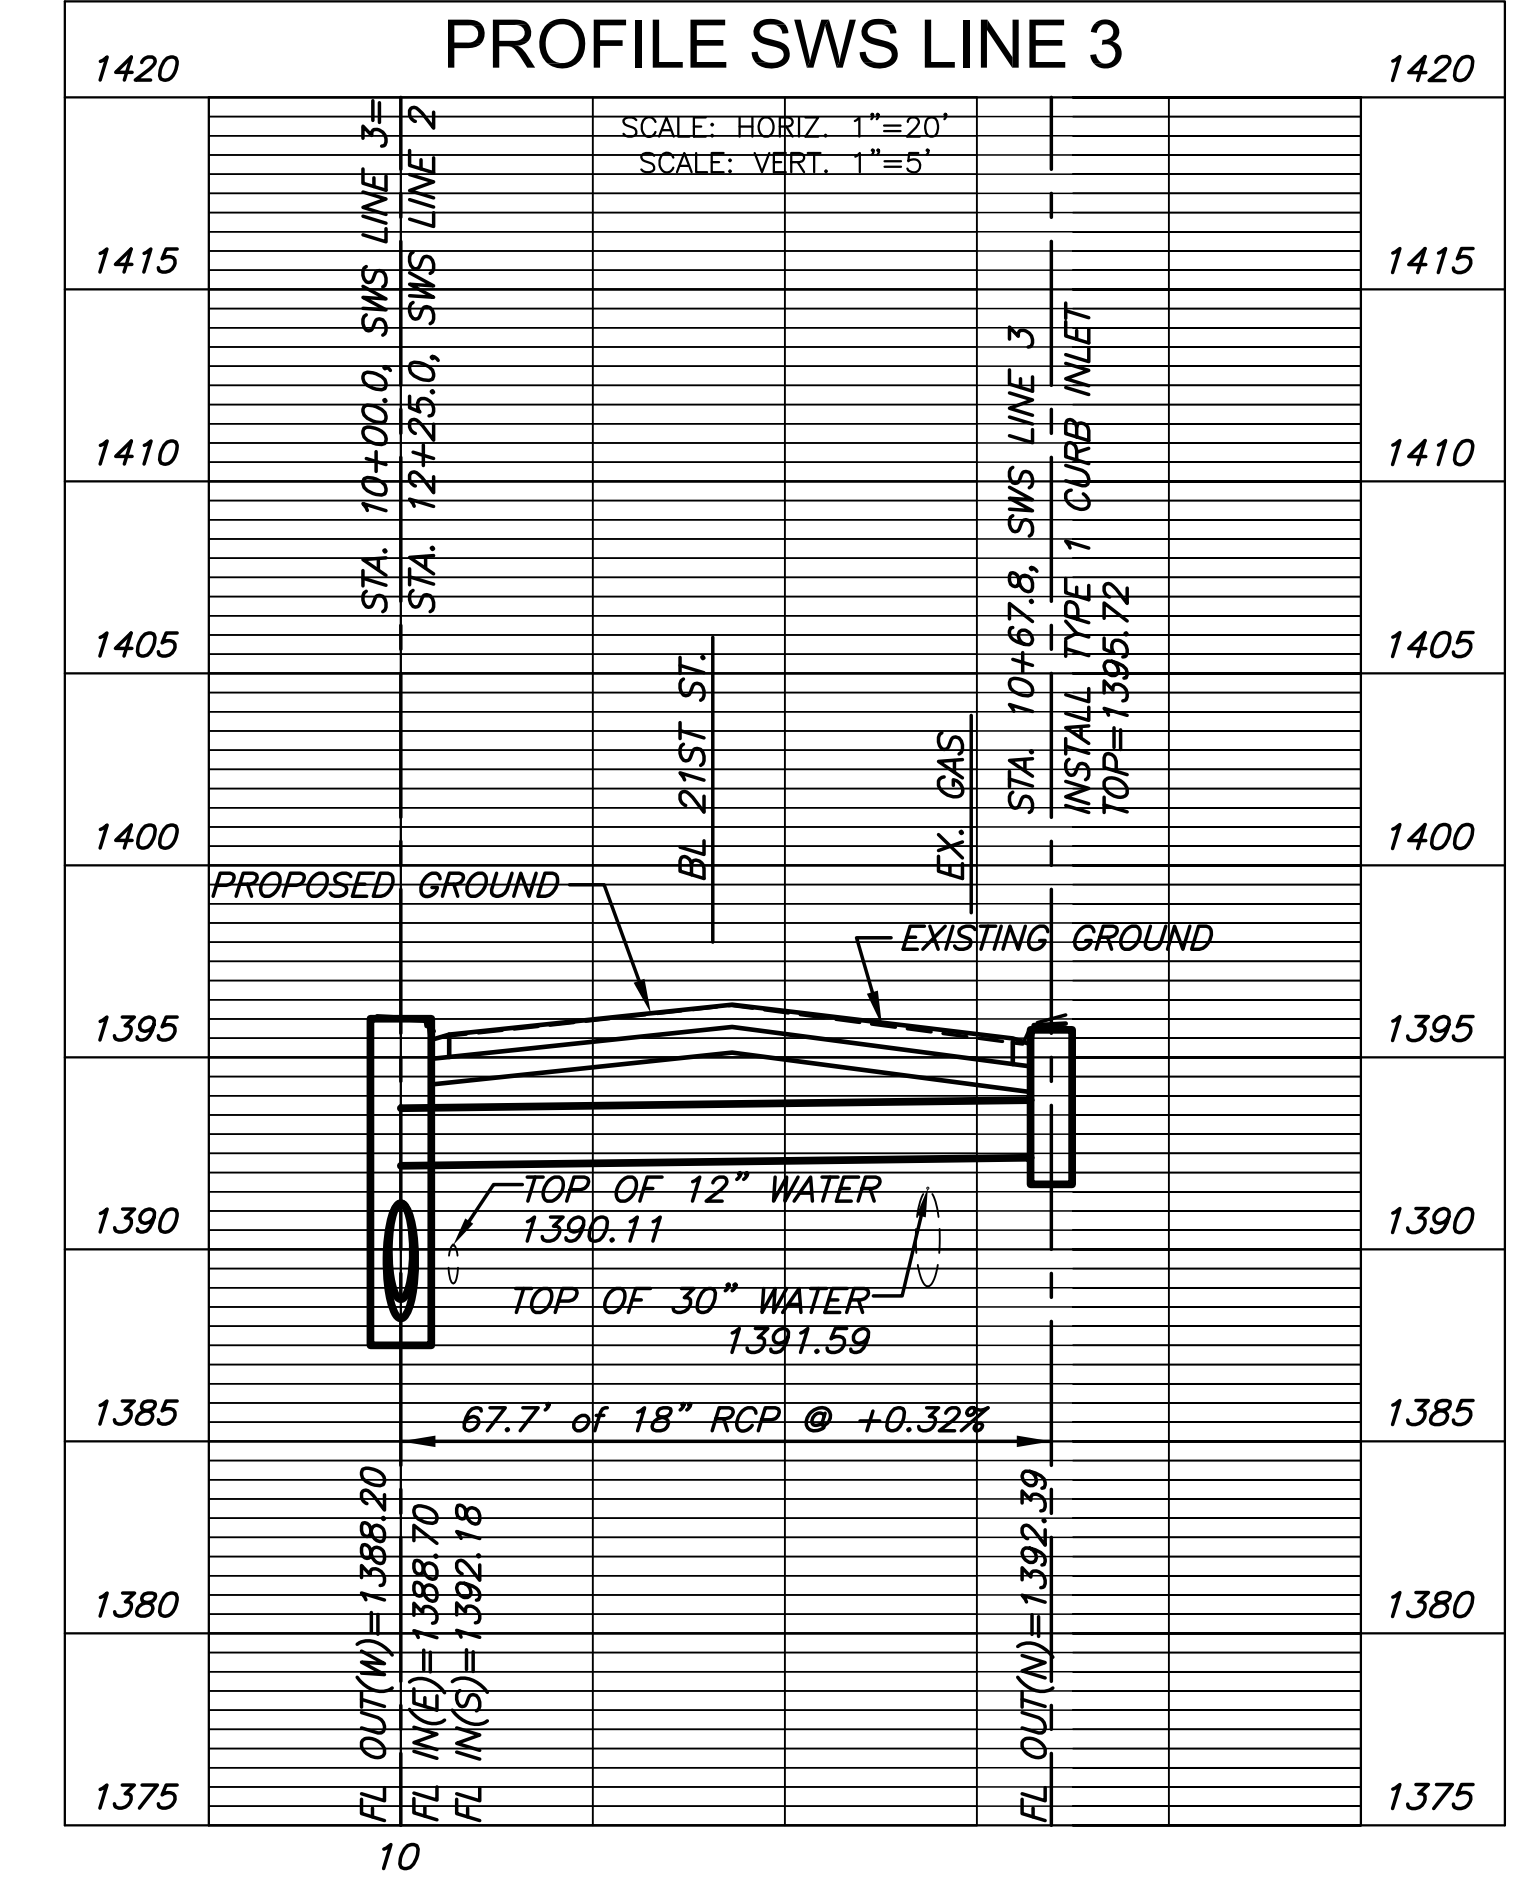 PROFILE SWS LINE 3
1420
1420
SCALE: HORIZ. 1"=20'
SCALE: VERT. 1"=5'
STA. 10+00.0, SWS LINE 3=
STA. 12+25.0, SWS LINE 2
1415
1415
STA. 10+67.8, SWS LINE 3
INSTALL TYPE 1 CURB INLET
TOP=1395.72
1410
1410
1405
1405
BL 21ST ST.
EX. GAS
1400
1400
PROPOSED GROUND
EXISTING GROUND
1395
1395
TOP OF 12" WATER
1390.11
1390
1390
TOP OF 30" WATER
1391.59
1385
1385
67.7' of 18" RCP @ +0.32%
FL OUT(W)=1388.20
FL IN(E)=1388.70
FL IN(S)=1392.18
FL OUT(N)=1392.39
1380
1380
1375
1375
10